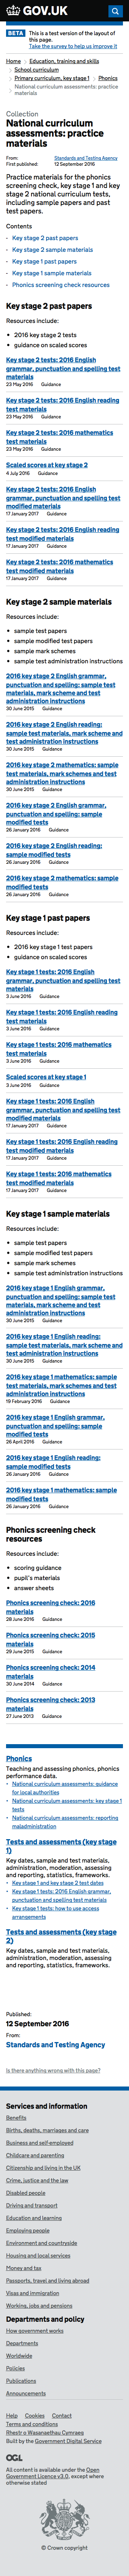 GOV.UK
BETA
This is a test version of the layout of
this page.
Take the survey to help us improve it
Home > Education, training and skills
> School curriculum
> Primary curriculum, key stage 1 > Phonics
> National curriculum assessments: practice
materials
Collection
National curriculum
assessments: practice
materials
From: Standards and Testing Agency
First published: 12 September 2016
Practice materials for the phonics
screening check, key stage 1 and key
stage 2 national curriculum tests,
including sample papers and past
test papers.
Contents
- Key stage 2 past papers
- Key stage 2 sample materials
- Key stage 1 past papers
- Key stage 1 sample materials
- Phonics screening check resources
Key stage 2 past papers
Resources include:
• 2016 key stage 2 tests
• guidance on scaled scores
Key stage 2 tests: 2016 English
grammar, punctuation and spelling test
materials
23 May 2016 Guidance
Key stage 2 tests: 2016 English reading
test materials
23 May 2016 Guidance
Key stage 2 tests: 2016 mathematics
test materials
23 May 2016 Guidance
Scaled scores at key stage 2
4 July 2016 Guidance
Key stage 2 tests: 2016 English
grammar, punctuation and spelling test
modified materials
17 January 2017 Guidance
Key stage 2 tests: 2016 English reading
test modified materials
17 January 2017 Guidance
Key stage 2 tests: 2016 mathematics
test modified materials
17 January 2017 Guidance
Key stage 2 sample materials
Resources include:
• sample test papers
• sample modified test papers
• sample mark schemes
• sample test administration instructions
2016 key stage 2 English grammar,
punctuation and spelling: sample test
materials, mark scheme and test
administration instructions
30 June 2015 Guidance
2016 key stage 2 English reading:
sample test materials, mark scheme and
test administration instructions
30 June 2015 Guidance
2016 key stage 2 mathematics: sample
test materials, mark schemes and test
administration instructions
30 June 2015 Guidance
2016 key stage 2 English grammar,
punctuation and spelling: sample
modified tests
26 January 2016 Guidance
2016 key stage 2 English reading:
sample modified tests
26 January 2016 Guidance
2016 key stage 2 mathematics: sample
modified tests
26 January 2016 Guidance
Key stage 1 past papers
Resources include:
• 2016 key stage 1 test papers
• guidance on scaled scores
Key stage 1 tests: 2016 English
grammar, punctuation and spelling test
materials
3 June 2016 Guidance
Key stage 1 tests: 2016 English reading
test materials
3 June 2016 Guidance
Key stage 1 tests: 2016 mathematics
test materials
3 June 2016 Guidance
Scaled scores at key stage 1
3 June 2016 Guidance
Key stage 1 tests: 2016 English
grammar, punctuation and spelling test
modified materials
17 January 2017 Guidance
Key stage 1 tests: 2016 English reading
test modified materials
17 January 2017 Guidance
Key stage 1 tests: 2016 mathematics
test modified materials
17 January 2017 Guidance
Key stage 1 sample materials
Resources include:
• sample test papers
• sample modified test papers
• sample mark schemes
• sample test administration instructions
2016 key stage 1 English grammar,
punctuation and spelling: sample test
materials, mark scheme and test
administration instructions
30 June 2015 Guidance
2016 key stage 1 English reading:
sample test materials, mark scheme and
test administration instructions
30 June 2015 Guidance
2016 key stage 1 mathematics: sample
test materials, mark schemes and test
administration instructions
19 February 2016 Guidance
2016 key stage 1 English grammar,
punctuation and spelling: sample
modified tests
26 April 2016 Guidance
2016 key stage 1 English reading:
sample modified tests
26 January 2016 Guidance
2016 key stage 1 mathematics: sample
modified tests
26 January 2016 Guidance
Phonics screening check
resources
Resources include:
• scoring guidance
• pupil's materials
• answer sheets
Phonics screening check: 2016
materials
28 June 2016 Guidance
Phonics screening check: 2015
materials
29 June 2015 Guidance
Phonics screening check: 2014
materials
30 June 2014 Guidance
Phonics screening check: 2013
materials
27 June 2013 Guidance
Phonics
Teaching and assessing phonics, phonics
performance data.
• National curriculum assessments: guidance
for local authorities
• National curriculum assessments: key stage 1
tests
• National curriculum assessments: reporting
maladministration
Tests and assessments (key stage
1)
Key dates, sample and test materials,
administration, moderation, assessing
and reporting, statistics, frameworks.
• Key stage 1 and key stage 2 test dates
• Key stage 1 tests: 2016 English grammar,
punctuation and spelling test materials
• Key stage 1 tests: how to use access
arrangements
Tests and assessments (key stage
2)
Key dates, sample and test materials,
administration, moderation, assessing
and reporting, statistics.
Published:
12 September 2016
From:
Standards and Testing Agency
Is there anything wrong with this page?
Services and information
Benefits
Births, deaths, marriages and care
Business and self-employed
Childcare and parenting
Citizenship and living in the UK
Crime, justice and the law
Disabled people
Driving and transport
Education and learning
Employing people
Environment and countryside
Housing and local services
Money and tax
Passports, travel and living abroad
Visas and immigration
Working, jobs and pensions
Departments and policy
How government works
Departments
Worldwide
Policies
Publications
Announcements
Help Cookies Contact
Terms and conditions
Rhestr o Wasanaethau Cymraeg
Built by the Government Digital Service
OGL
All content is available under the Open
Government Licence v3.0, except where
otherwise stated
© Crown copyright